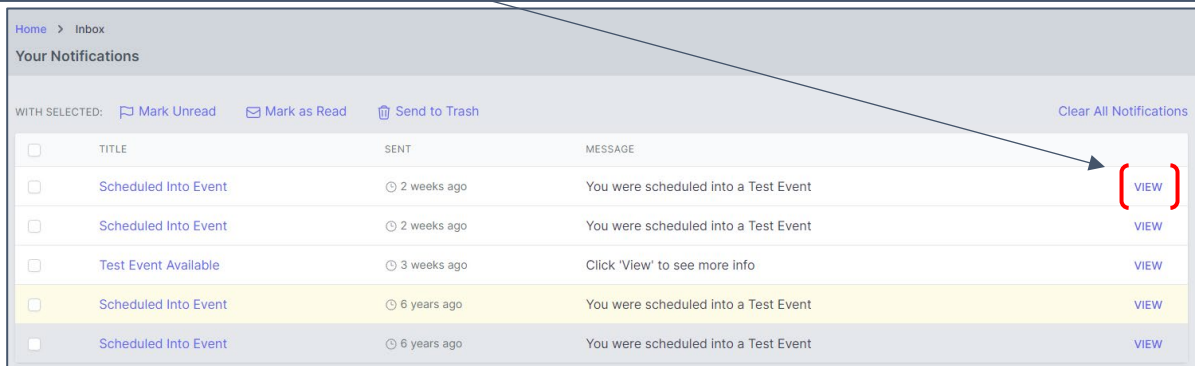 Home > Inbox
Your Notifications
WITH SELECTED: Mark Unread Mark as Read Send to Trash Clear All Notifications
TITLE SENT MESSAGE
Scheduled Into Event 2 weeks ago You were scheduled into a Test Event VIEW
Scheduled Into Event 2 weeks ago You were scheduled into a Test Event VIEW
Test Event Available 3 weeks ago Click 'View' to see more info VIEW
Scheduled Into Event 6 years ago You were scheduled into a Test Event VIEW
Scheduled Into Event 6 years ago You were scheduled into a Test Event VIEW